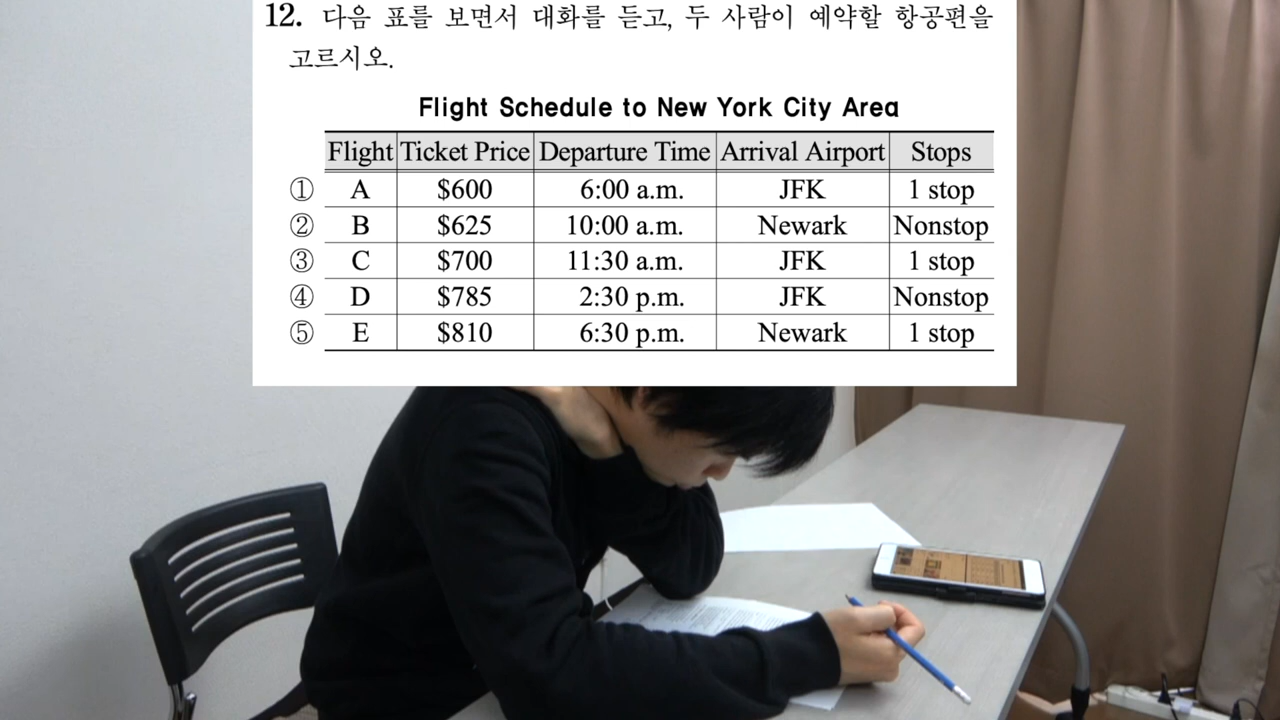 12. 다음 표를 보면서 대화를 듣고, 두 사람이 예약할 항공편을
고르시오.
Flight Schedule to New York City Area
Flight Ticket Price Departure Time Arrival Airport Stops
① A $600 6:00 a.m. JFK 1 stop
② B $625 10:00 a.m. Newark Nonstop
③ C $700 11:30 a.m. JFK 1 stop
④ D $785 2:30 p.m. JFK Nonstop
⑤ E $810 6:30 p.m. Newark 1 stop